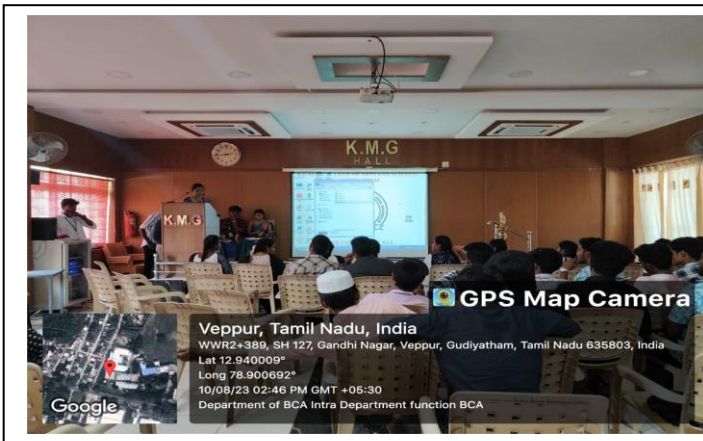 K.M.G
HALL
K.M.G
GPS Map Camera
Veppur, Tamil Nadu, India
WWR2+389, SH 127, Gandhi Nagar, Veppur, Gudiyatham, Tamil Nadu 635803, India
Lat 12.940009°
Long 78.900692°
10/08/23 02:46 PM GMT +05:30
Department of BCA Intra Department function BCA
Google